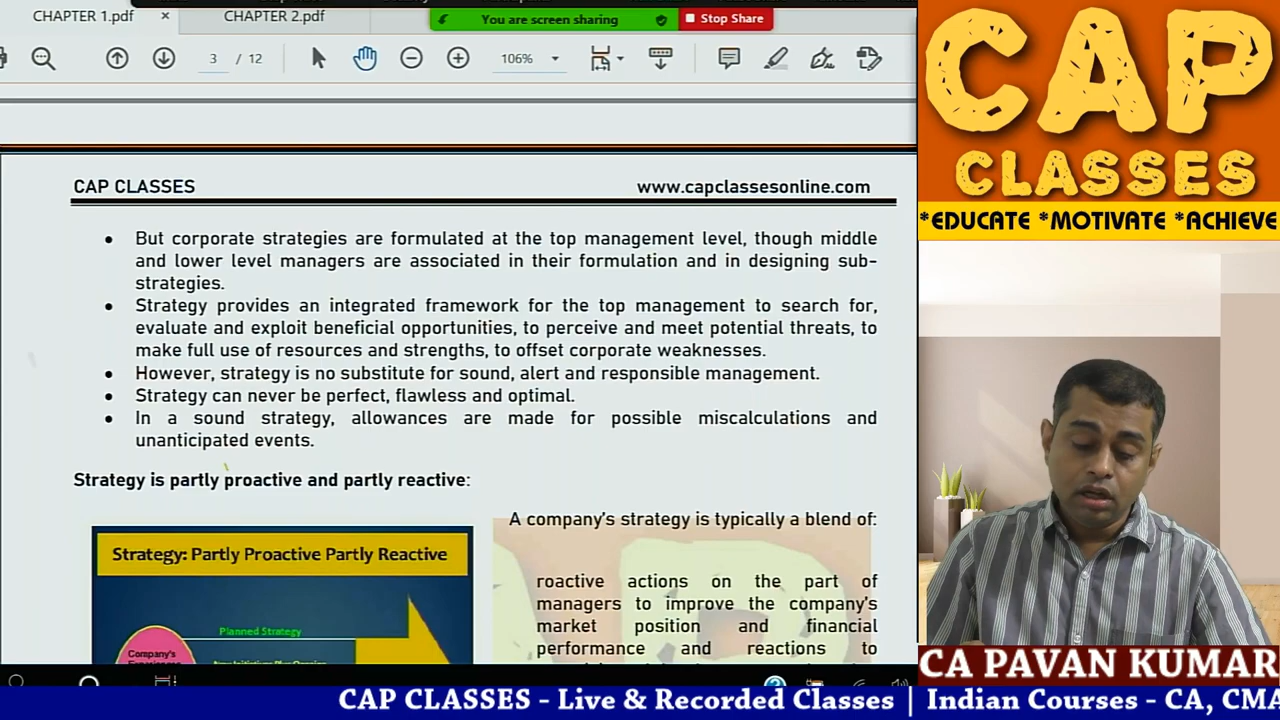 CHAPTER 1.pdf
CHAPTER 2.pdf
You are screen sharing
Stop Share
3 / 12
106%
CAP CLASSES
www.capclassesonline.com
• But corporate strategies are formulated at the top management level, though middle
and lower level managers are associated in their formulation and in designing sub-
strategies.
• Strategy provides an integrated framework for the top management to search for,
evaluate and exploit beneficial opportunities, to perceive and meet potential threats, to
make full use of resources and strengths, to offset corporate weaknesses.
• However, strategy is no substitute for sound, alert and responsible management.
• Strategy can never be perfect, flawless and optimal.
• In a sound strategy, allowances are made for possible miscalculations and
unanticipated events.
Strategy is partly proactive and partly reactive:
Strategy: Partly Proactive Partly Reactive
Planned Strategy
Company's
A company's strategy is typically a blend of:
roactive actions on the part of
managers to improve the company's
market position and financial
performance and reactions to
CAP
CLASSES
*EDUCATE *MOTIVATE *ACHIEVE
CA PAVAN KUMAR
CAP CLASSES - Live & Recorded Classes | Indian Courses - CA, CMA